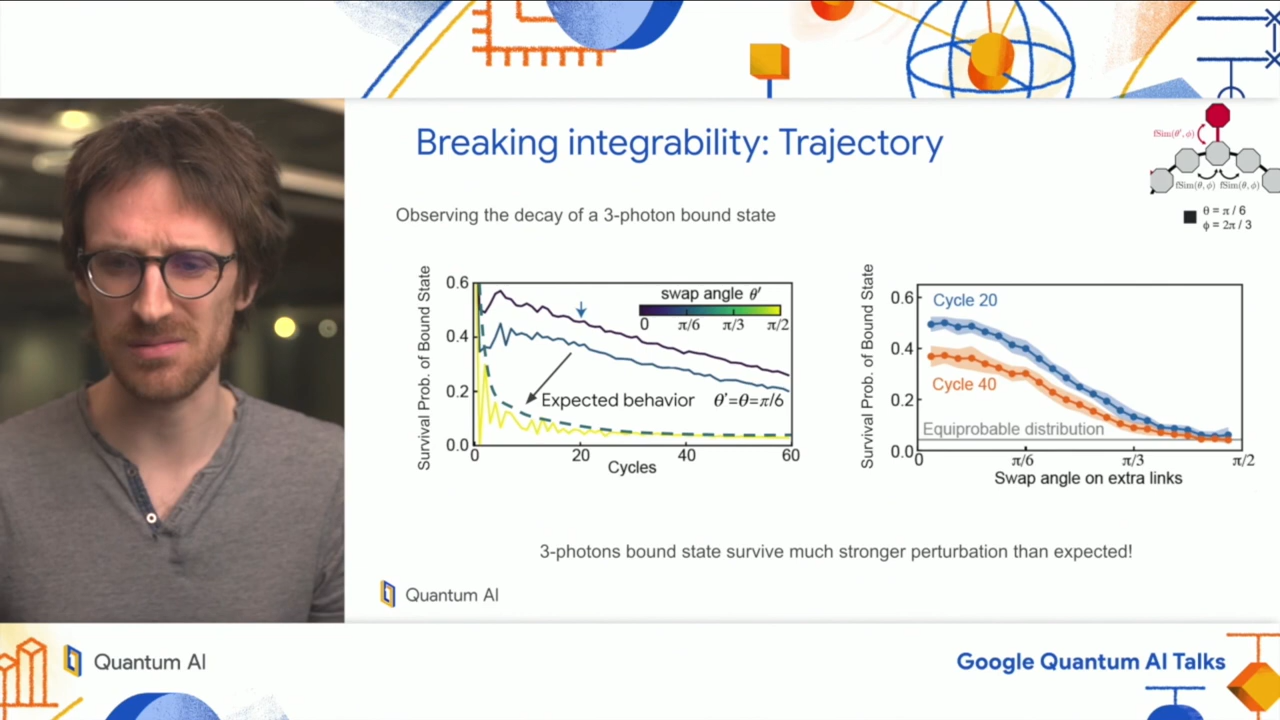 Breaking integrability: Trajectory
fSim(θ', ϕ)
fSim(θ, ϕ) fSim(θ, ϕ)
θ = π / 6
ϕ = 2π / 3
Observing the decay of a 3-photon bound state
Survival Prob. of Bound State
0.6
0.4
0.2
0.0
swap angle θ'
0 π/6 π/3 π/2
Expected behavior θ'=θ=π/6
0 20 40 60
Cycles
Survival Prob. of Bound State
0.6
0.4
0.2
0.0
Cycle 20
Cycle 40
Equiprobable distribution
0 π/6 π/3 π/2
Swap angle on extra links
3-photons bound state survive much stronger perturbation than expected!
Quantum AI
Quantum AI
Google Quantum AI Talks